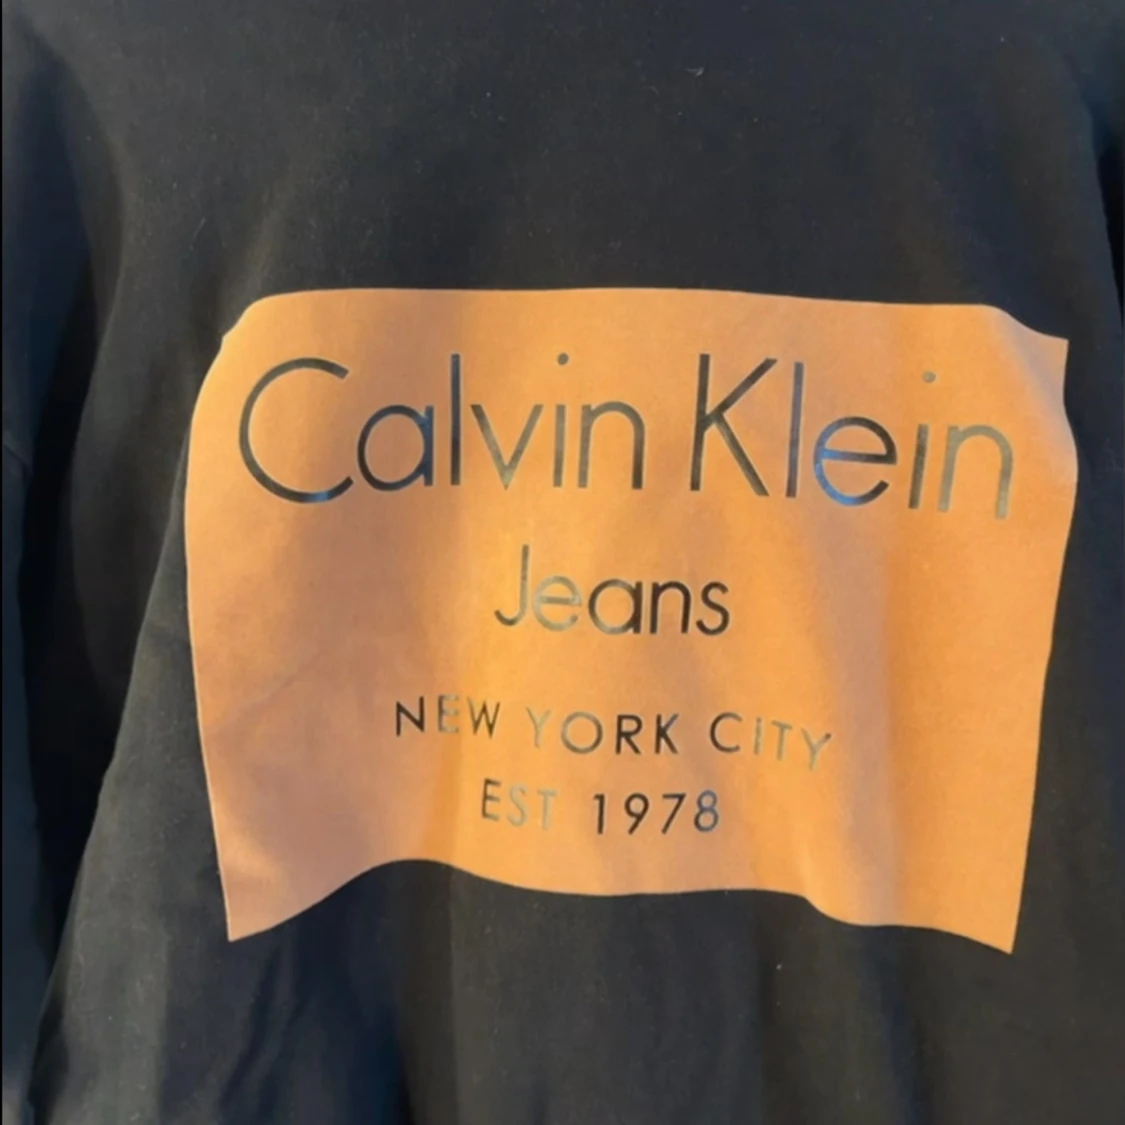 Calvin Klein
Jeans
NEW YORK CITY
EST 1978